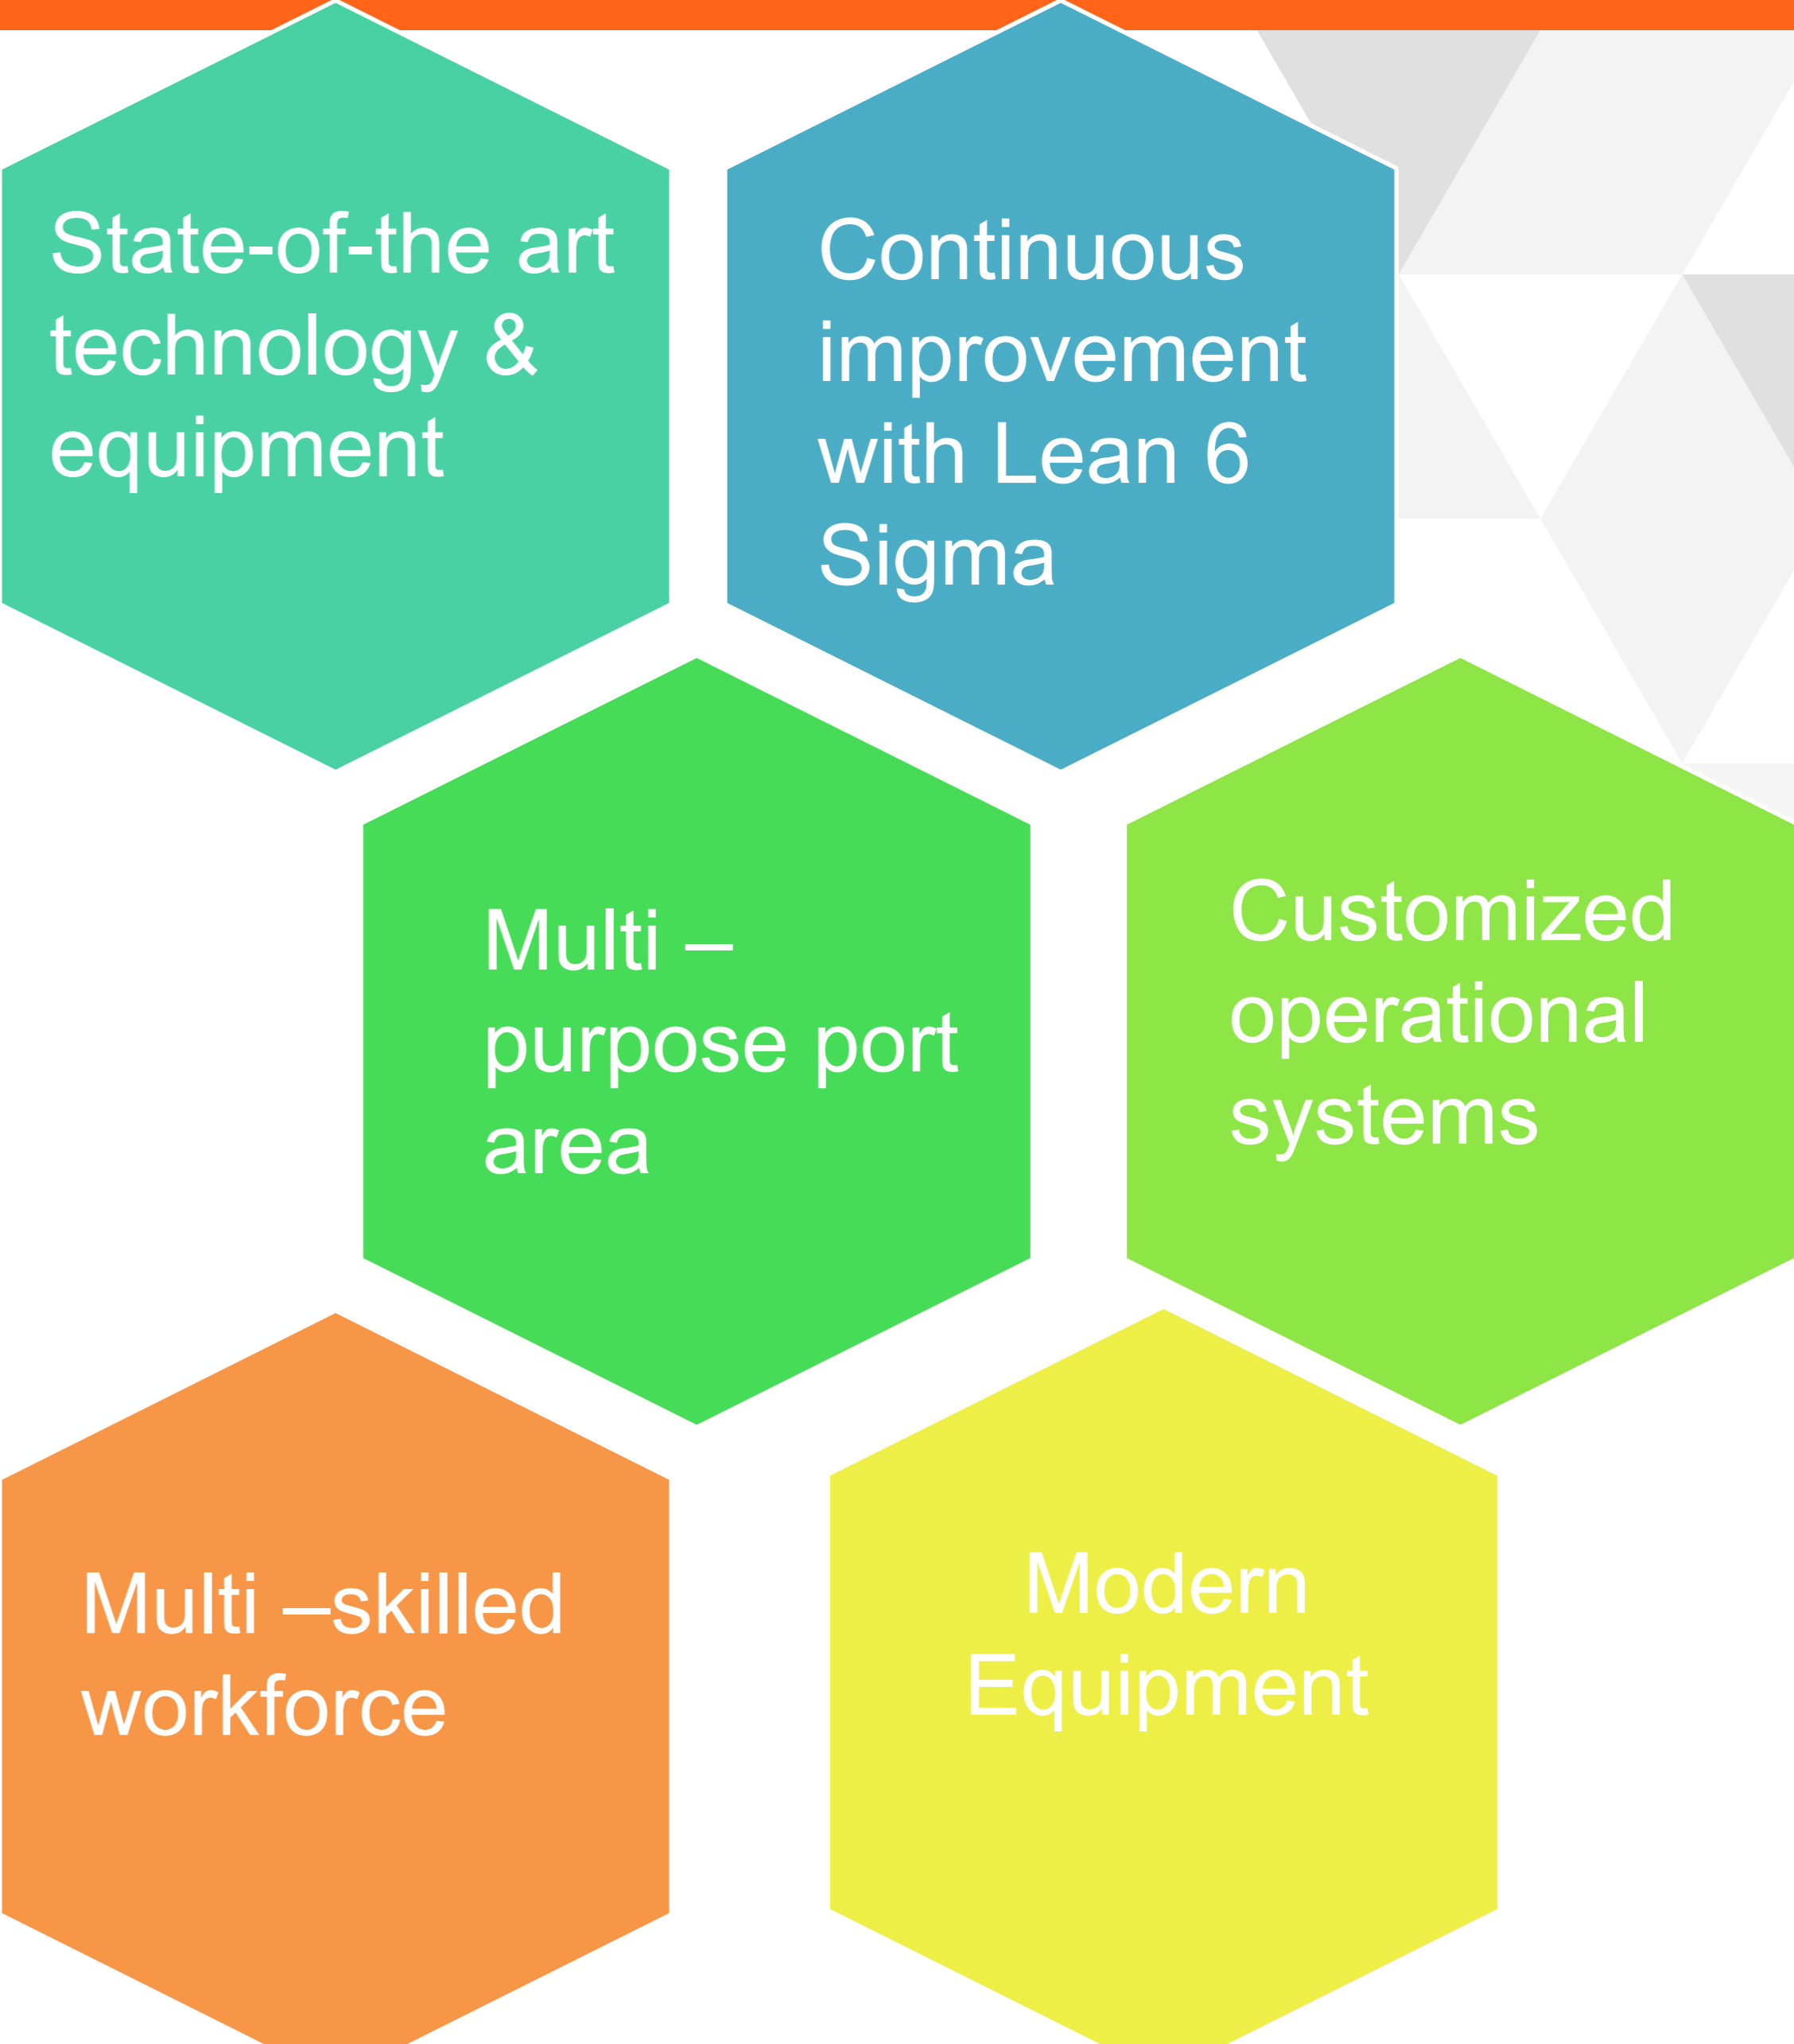 State-of-the art
technology &
equipment
Continuous
improvement
with Lean 6
Sigma
Multi –
purpose port
area
Customized
operational
systems
Multi –skilled
workforce
Modern
Equipment